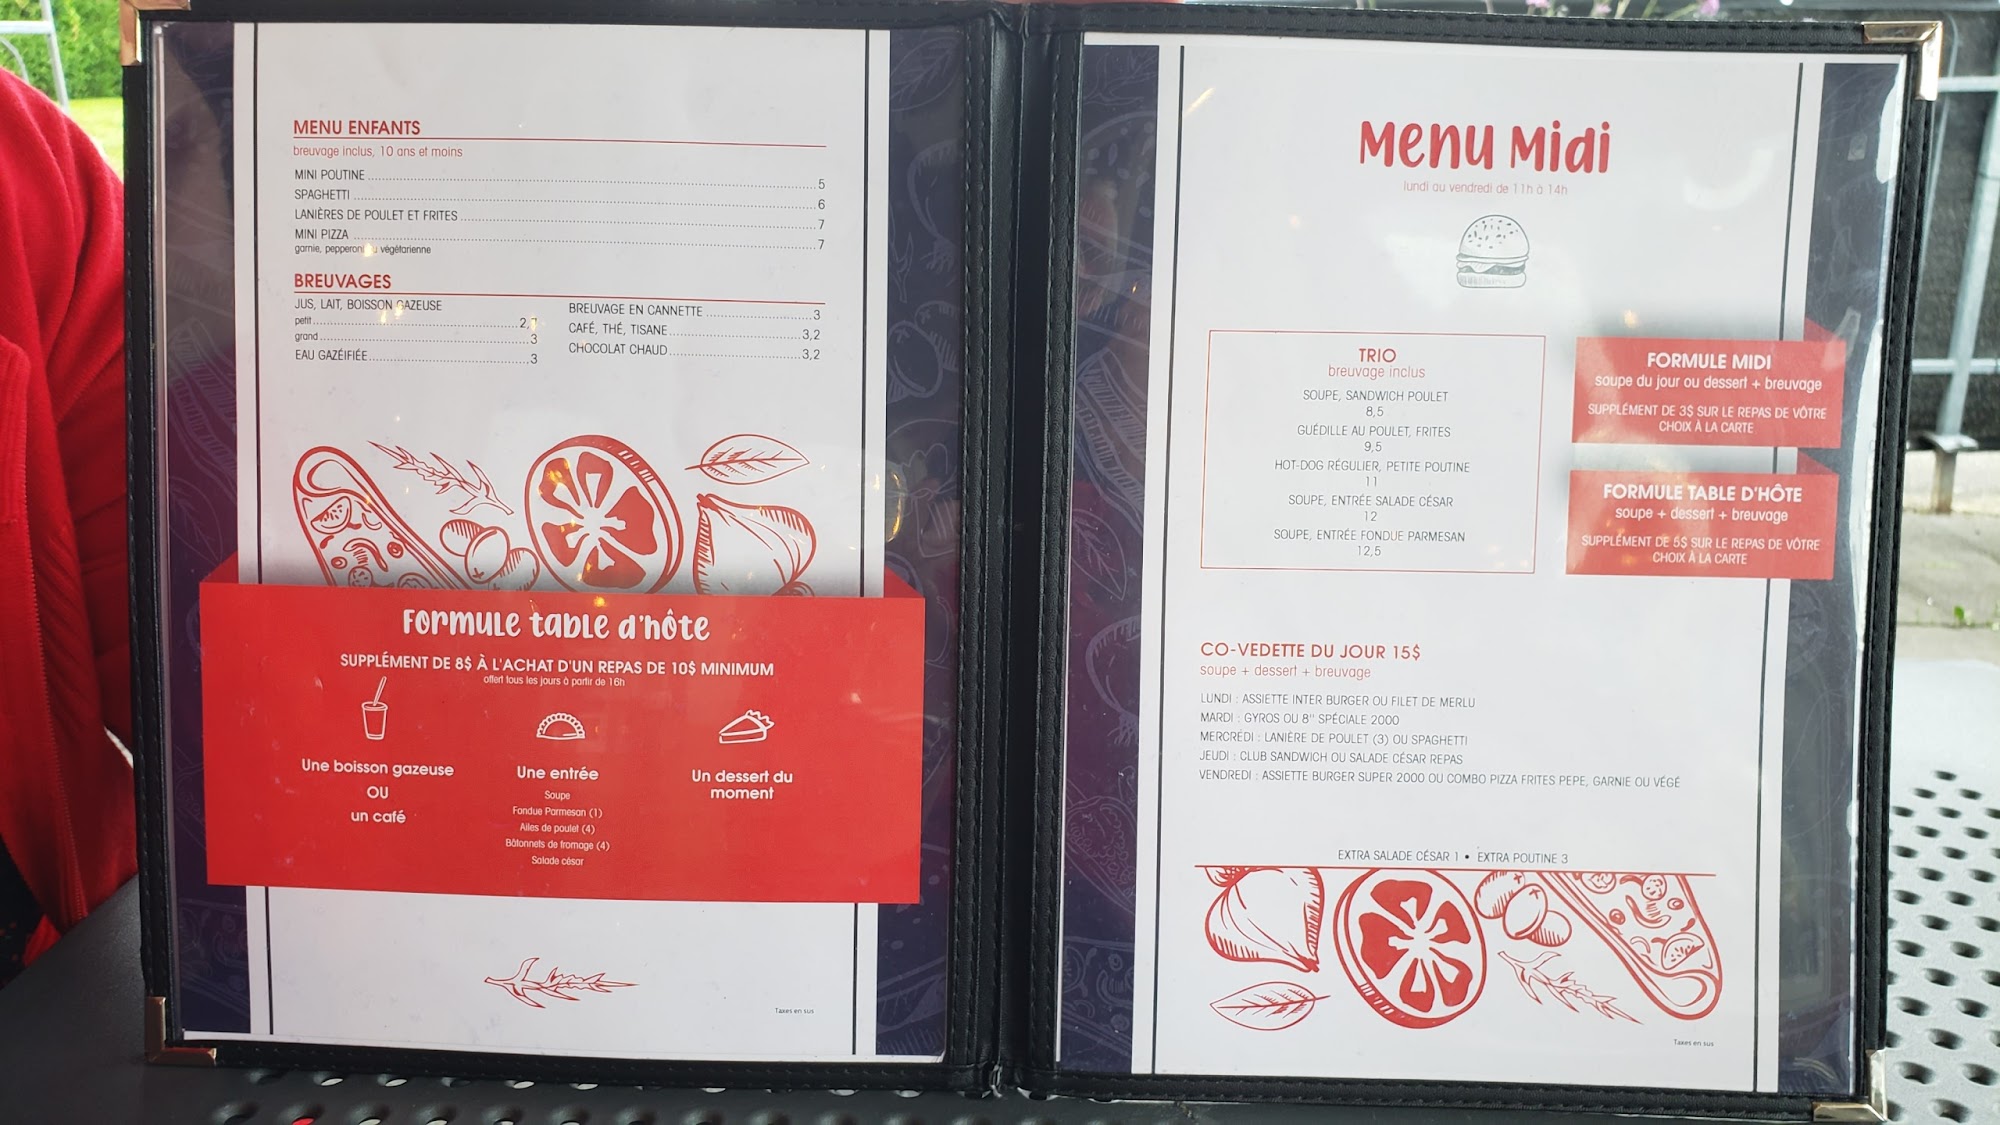 MENU ENFANTS
breuvage inclus, 10 ans et moins
MINI POUTINE 5
SPAGHETTI 6
LANIÈRES DE POULET ET FRITES 7
MINI PIZZA 7
garnie, pepperoni ou végétarienne
BREUVAGES
JUS, LAIT, BOISSON GAZEUSE
petit 2,
grand 3
EAU GAZÉIFIÉE 3
BREUVAGE EN CANNETTE 3
CAFÉ, THÉ, TISANE 3,2
CHOCOLAT CHAUD 3,2
Formule table d'hôte
SUPPLÉMENT DE 8$ À L'ACHAT D'UN REPAS DE 10$ MINIMUM
offert tous les jours à partir de 16h
Une boisson gazeuse
OU
un café
Une entrée
Soupe
Fondue Parmesan (1)
Ailes de poulet (4)
Bâtonnets de fromage (4)
Salade césar
Un dessert du
moment
Taxes en sus
Menu Midi
lundi au vendredi de 11h à 14h
TRIO
breuvage inclus
SOUPE, SANDWICH POULET
8,5
GUÉDILLE AU POULET, FRITES
9,5
HOT-DOG RÉGULIER, PETITE POUTINE
11
SOUPE, ENTRÉE SALADE CÉSAR
12
SOUPE, ENTRÉE FONDUE PARMESAN
12,5
FORMULE MIDI
soupe du jour ou dessert + breuvage
SUPPLÉMENT DE 3$ SUR LE REPAS DE VÔTRE
CHOIX À LA CARTE
FORMULE TABLE D'HÔTE
soupe + dessert + breuvage
SUPPLÉMENT DE 6$ SUR LE REPAS DE VÔTRE
CHOIX À LA CARTE
CO-VEDETTE DU JOUR 15$
soupe + dessert + breuvage
LUNDI : ASSIETTE INTER BURGER OU FILET DE MERLU
MARDI : GYROS OU 8'' SPÉCIALE 2000
MERCREDI : LANIÈRE DE POULET (3) OU SPAGHETTI
JEUDI : CLUB SANDWICH OU SALADE CÉSAR REPAS
VENDREDI : ASSIETTE BURGER SUPER 2000 OU COMBO PIZZA FRITES PEPE, GARNIE OU VÉGÉ
EXTRA SALADE CÉSAR 1 • EXTRA POUTINE 3
Taxes en sus